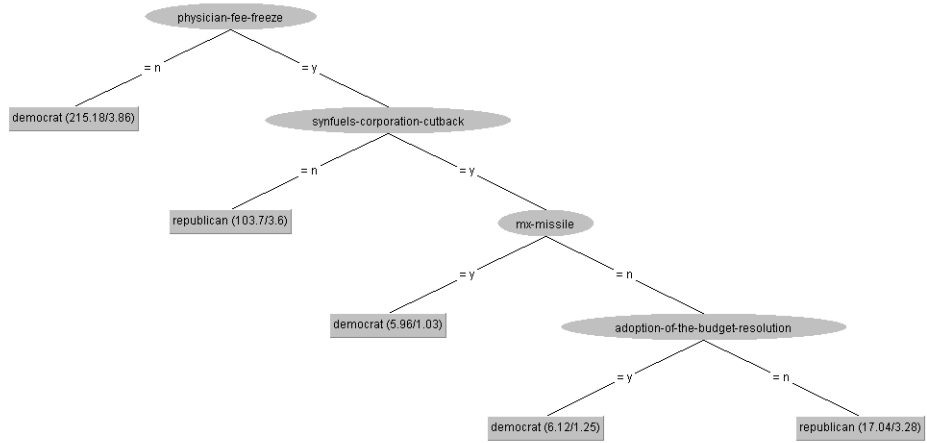 physician-fee-freeze
= n
= y
democrat (215.18/3.86)
synfuels-corporation-cutback
= n
= y
republican (103.7/3.6)
mx-missile
= y
= n
democrat (5.96/1.03)
adoption-of-the-budget-resolution
= y
= n
democrat (6.12/1.25)
republican (17.04/3.28)